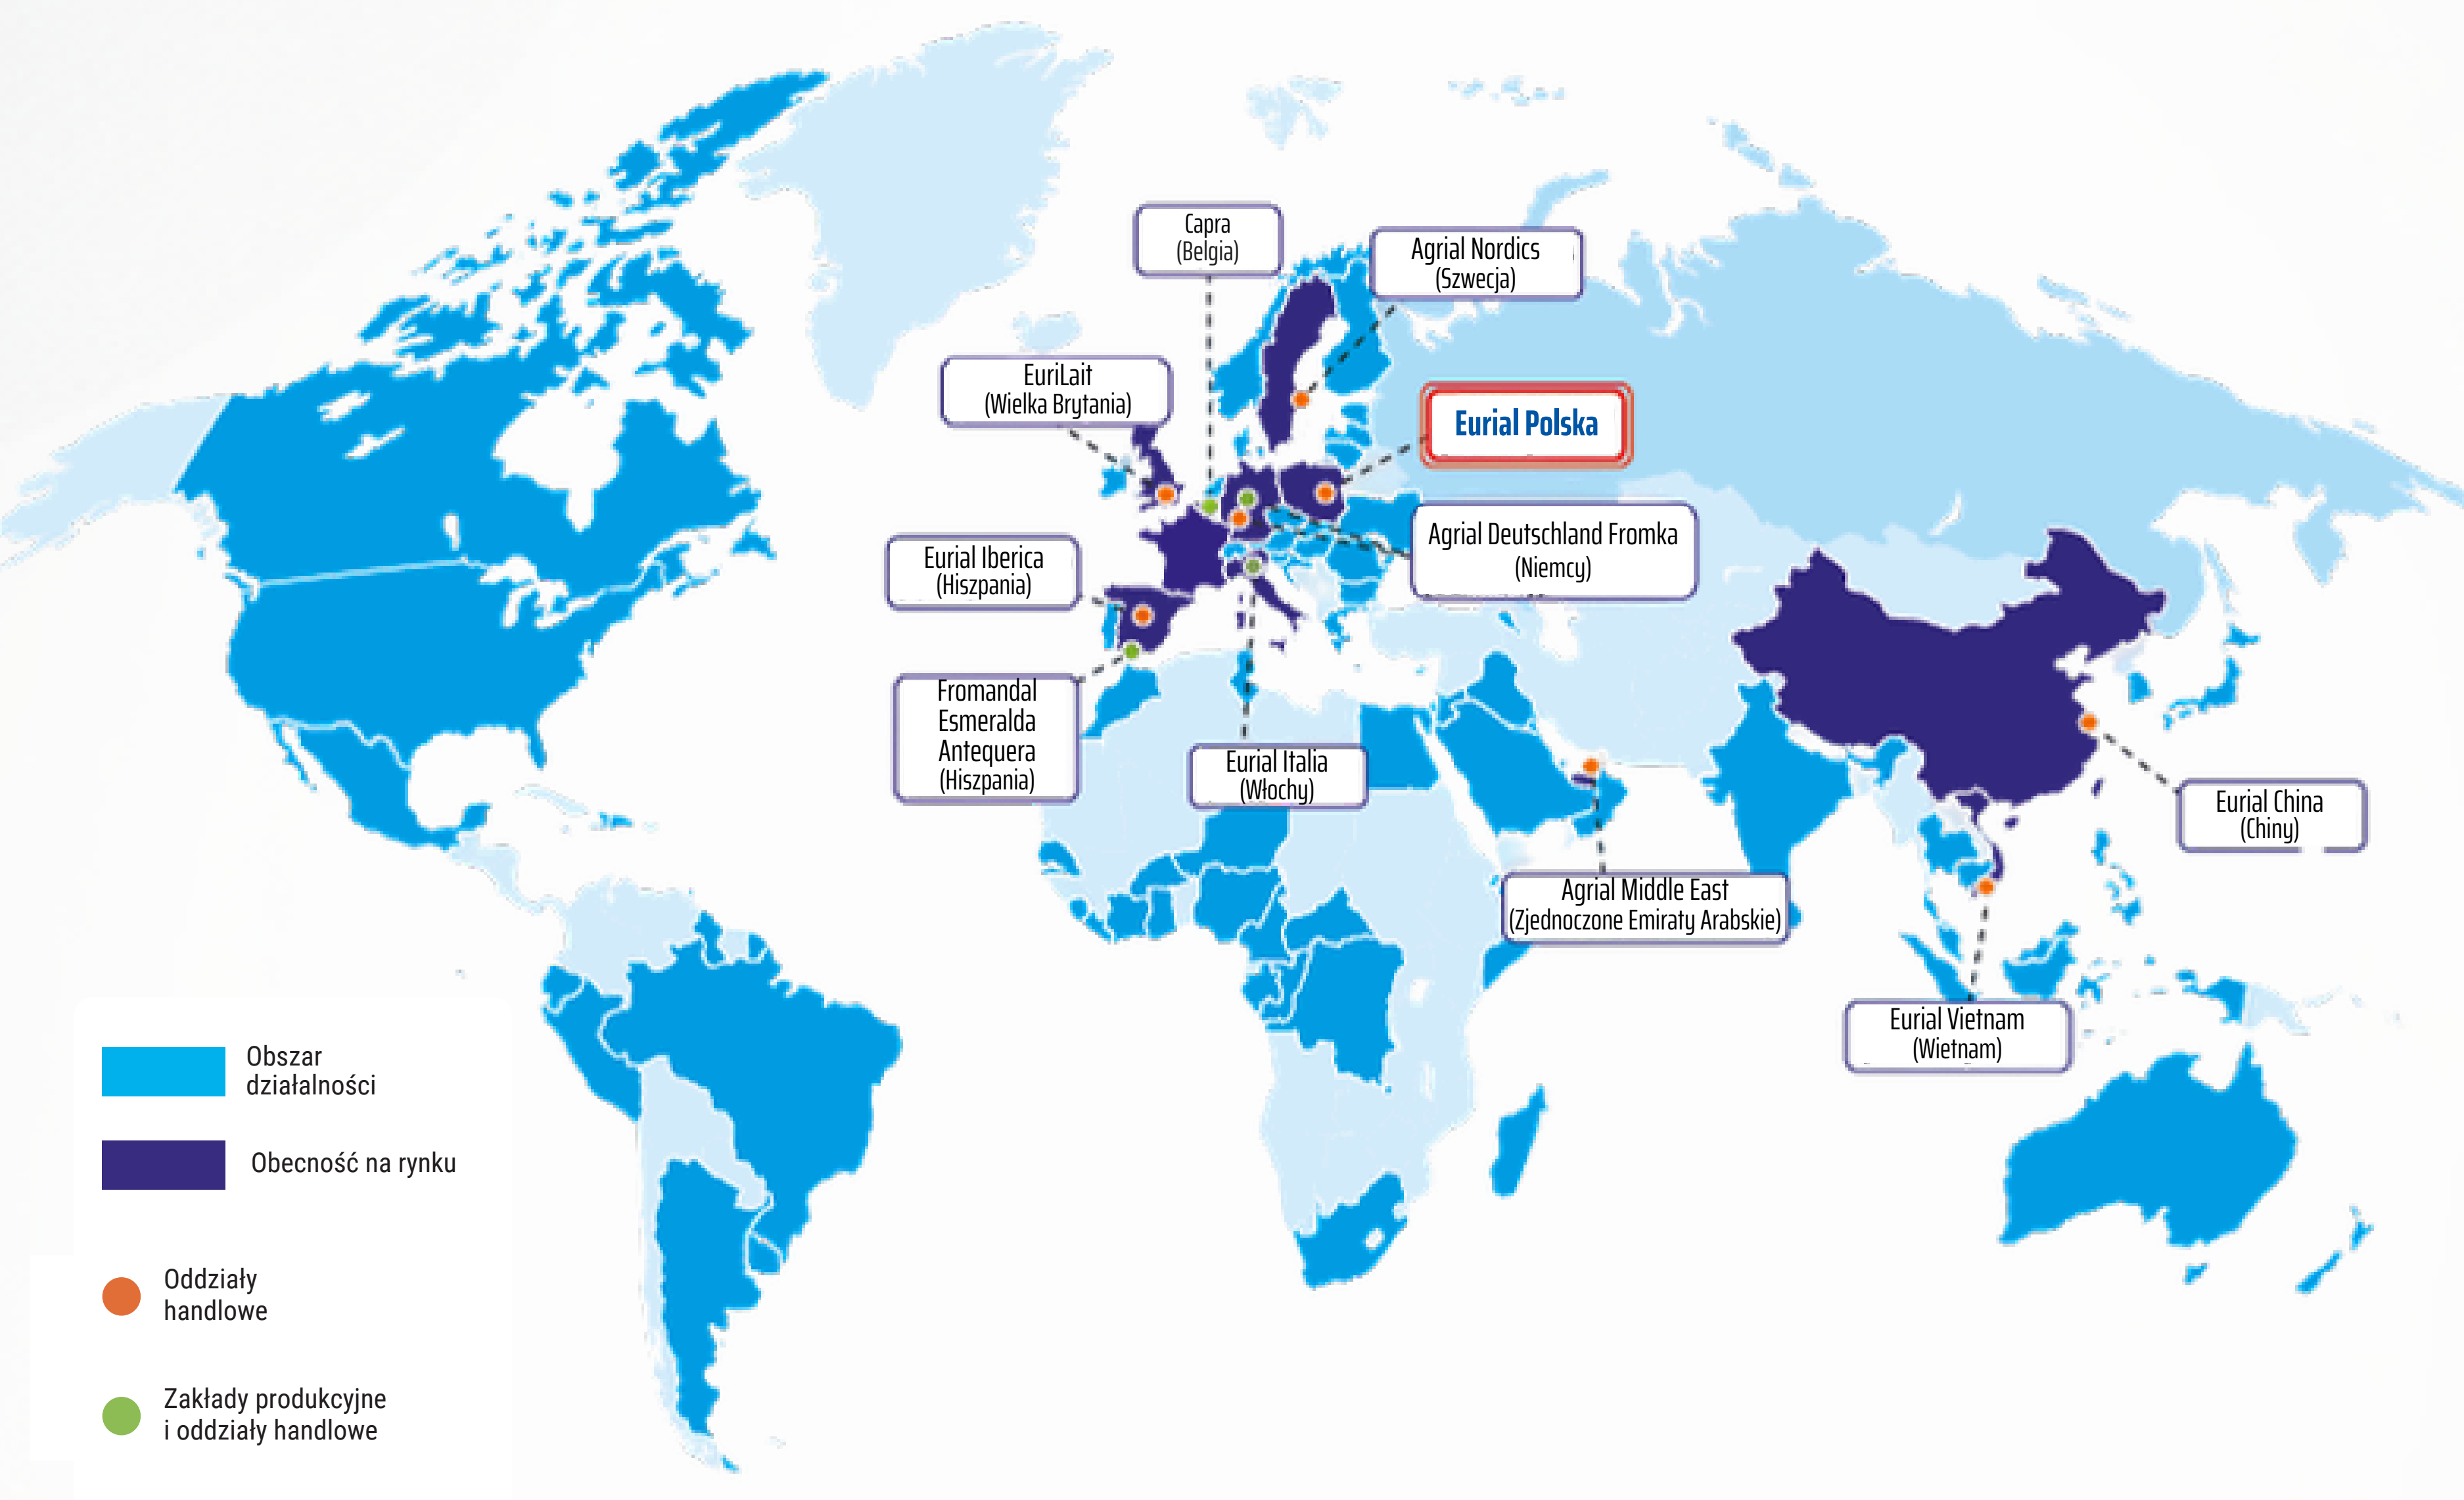 Capra
(Belgia)
Agrial Nordics
(Szwecja)
EuriLait
(Wielka Brytania)
Eurial Polska
Agrial Deutschland Fromka
(Niemcy)
Eurial Iberica
(Hiszpania)
Fromandal
Esmeralda
Antequera
(Hiszpania)
Eurial Italia
(Włochy)
Eurial China
(Chiny)
Agrial Middle East
(Zjednoczone Emiraty Arabskie)
Eurial Vietnam
(Wietnam)
Obszar
działalności
Obecność na rynku
Oddziały
handlowe
Zakłady produkcyjne
i oddziały handlowe